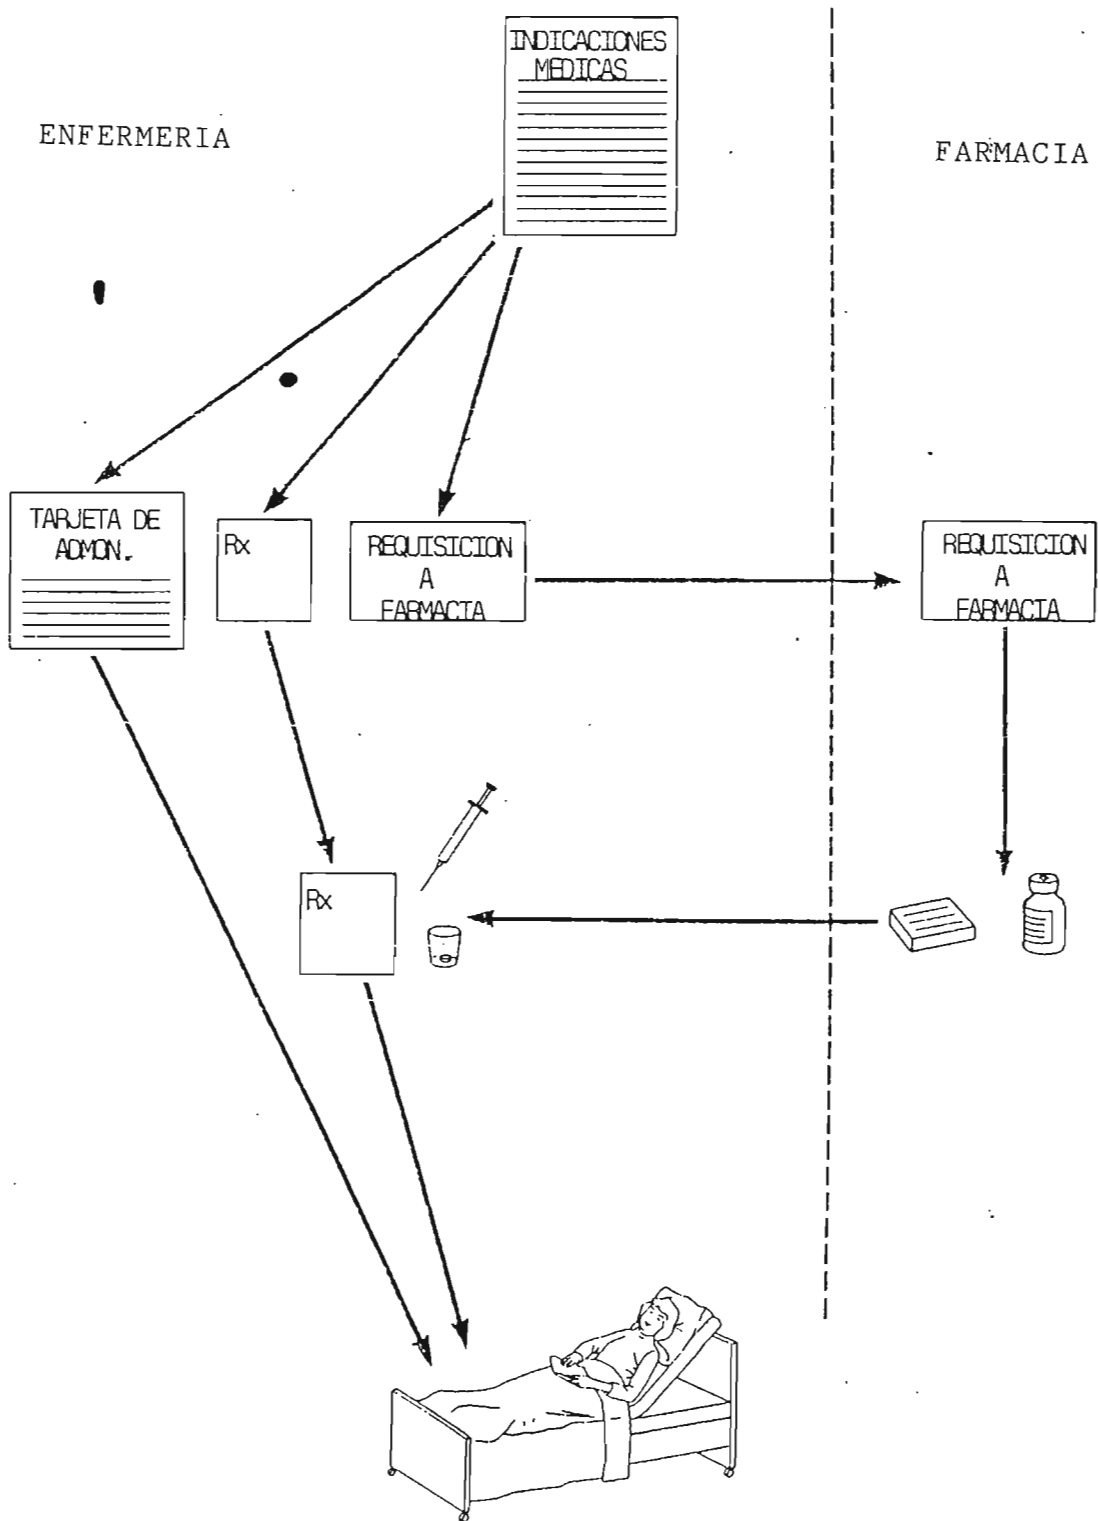 INDICACIONES
MEDICAS
ENFERMERIA
FARMACIA
TARJETA DE
ADMON.
Rx
REQUISICION
A
FARMACIA
REQUISICION
A
FARMACIA
Rx